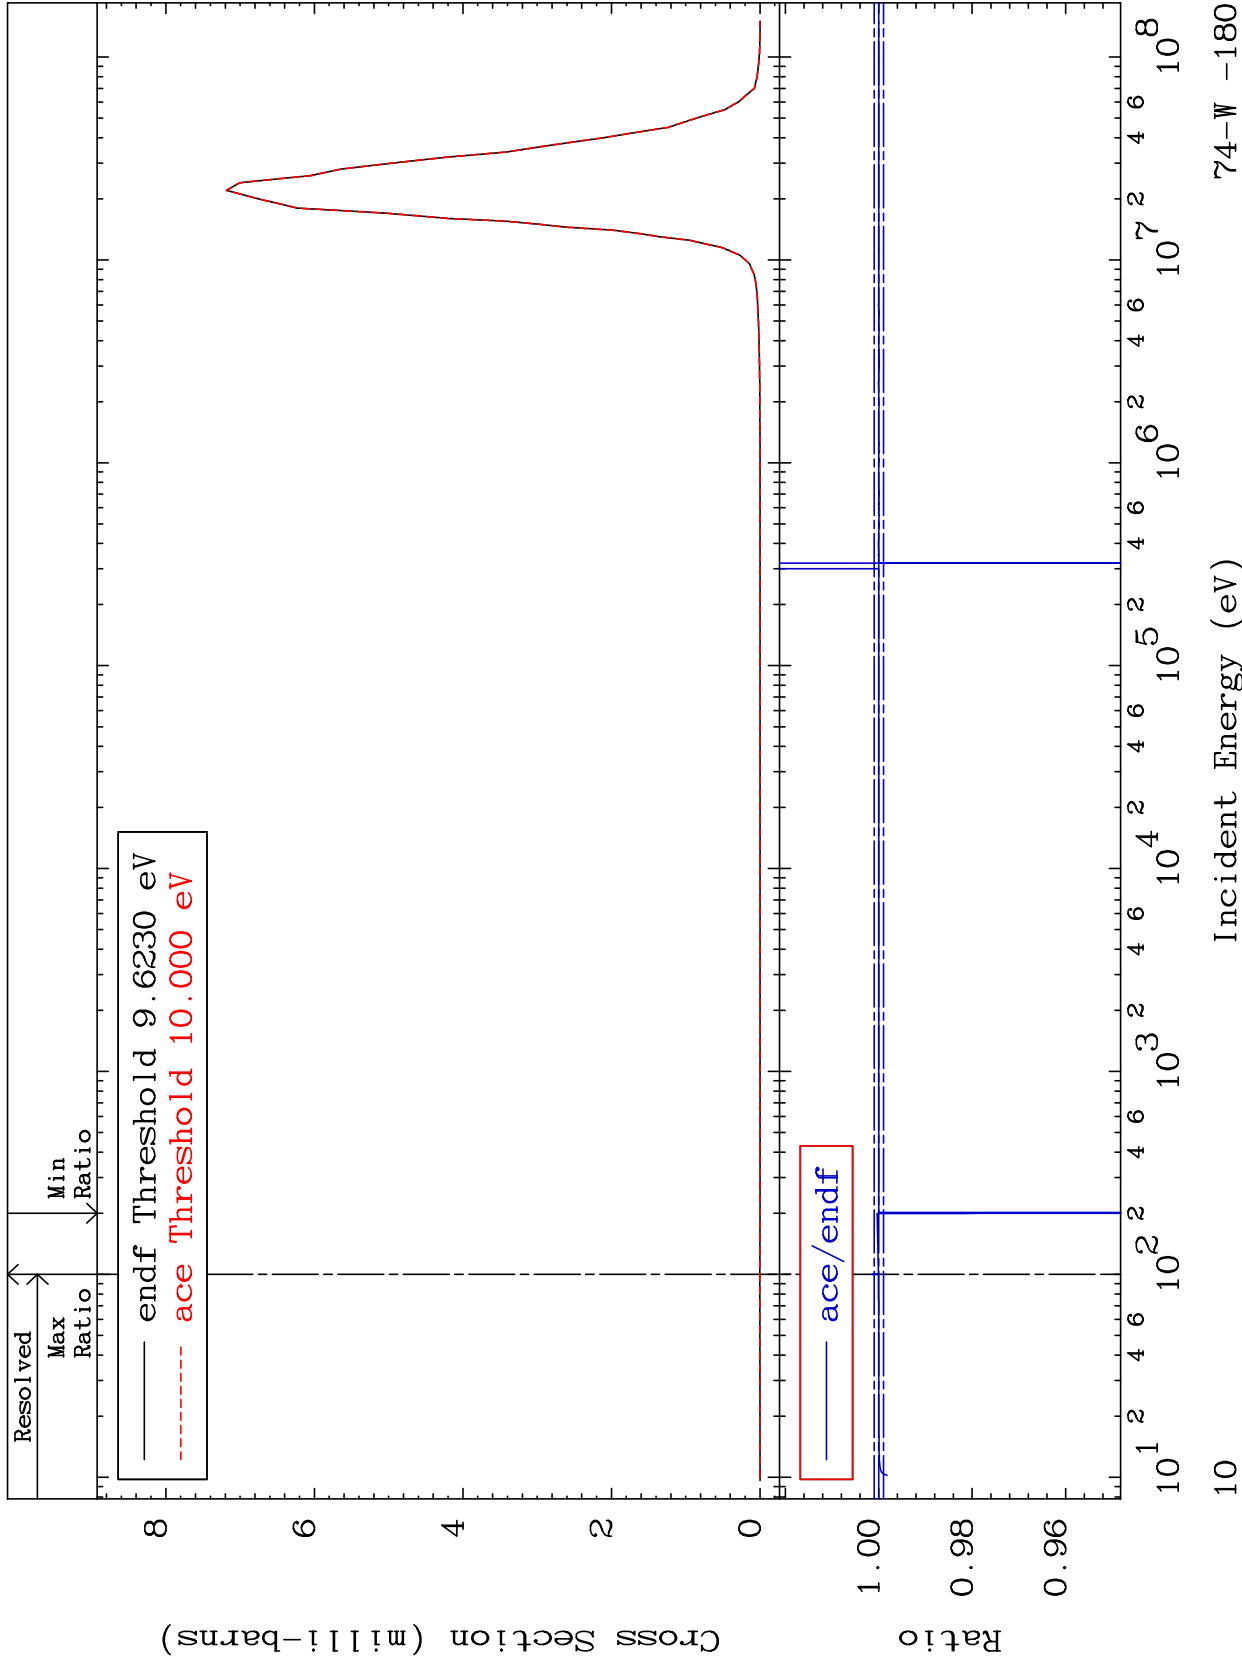 Resolved
Max
Ratio
Min
Ratio
endf Threshold 9.6230 eV
ace Threshold 10.000 eV
Cross Section (milli-barns)
8
6
4
2
0
ace/endf
Ratio
1.00
0.98
0.96
10 1 2 4 6 10 2 2 4 6 10 3 2 4 6 10 4 2 4 6 10 5 2 4 6 10 6 2 4 6 10 7 2 4 6 10 8
10 Incident Energy (eV) 74-W -180